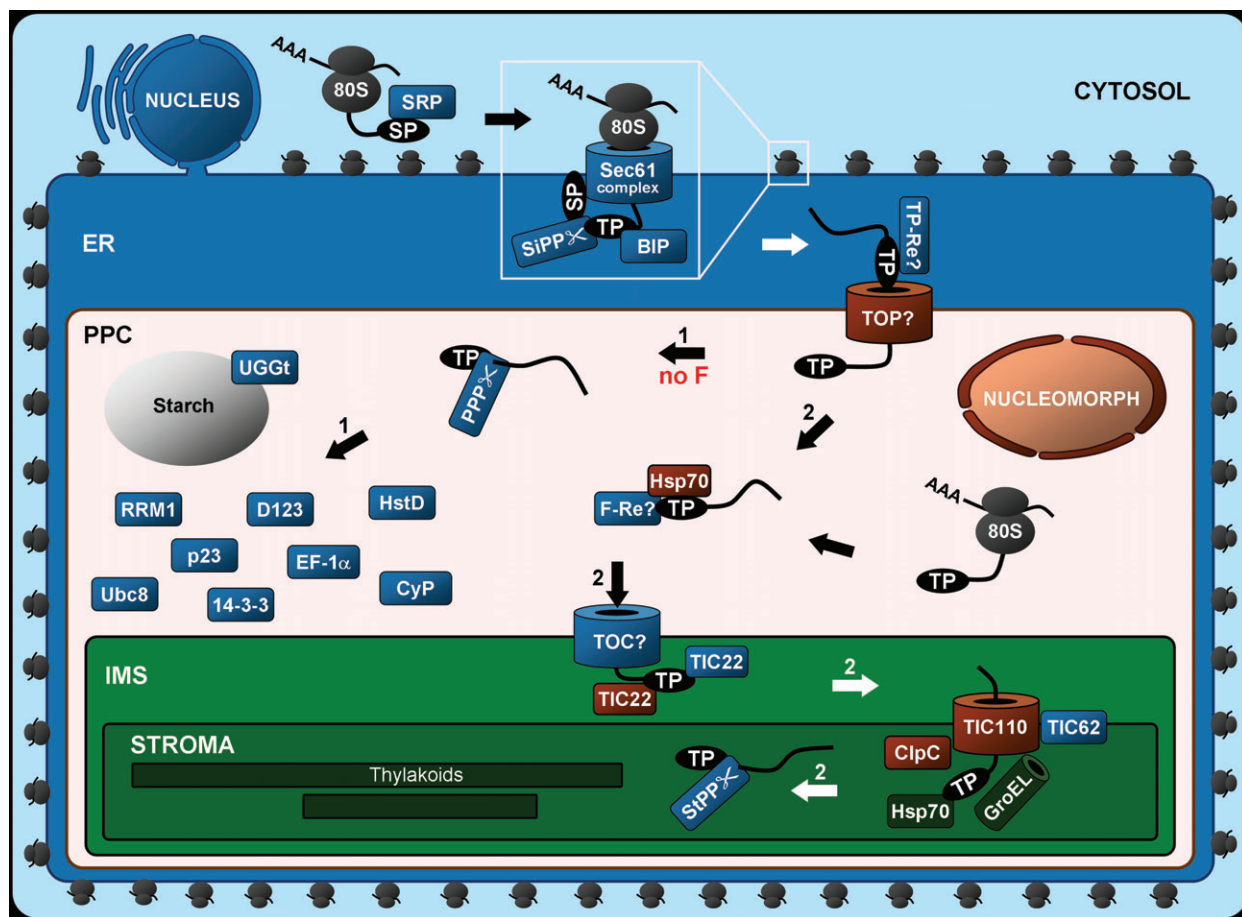 AAA
80S
NUCLEUS
SRP
SP
AAA
80S
CYTOSOL
Sec61
complex
SP
TP
SiPP
BIP
ER
TP-Re?
TP
TOP?
PPC
UGGt
Starch
TP
PPP
1
no F
TP
NUCLEOMORPH
1
2
RRM1
D123
HstD
Hsp70
F-Re?
TP
AAA
80S
p23
EF-1α
Ubc8
14-3-3
CyP
2
TP
TOC?
IMS
TIC22
TP
TIC22
2
TIC110
TIC62
STROMA
ClpC
Thylakoids
TP
StPP
2
TP
Hsp70
GroEL